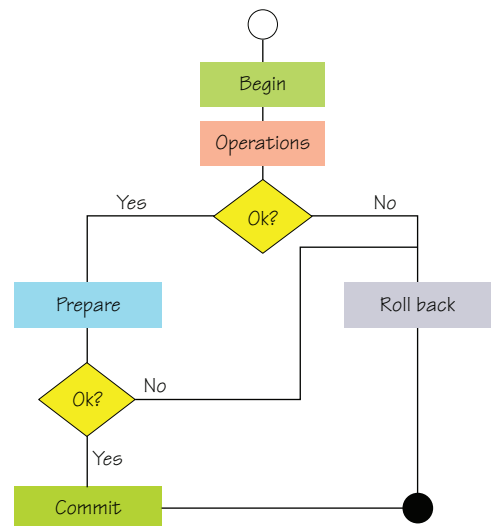 Begin
Operations
Yes
Ok?
No
Prepare
Roll back
Ok?
No
Yes
Commit